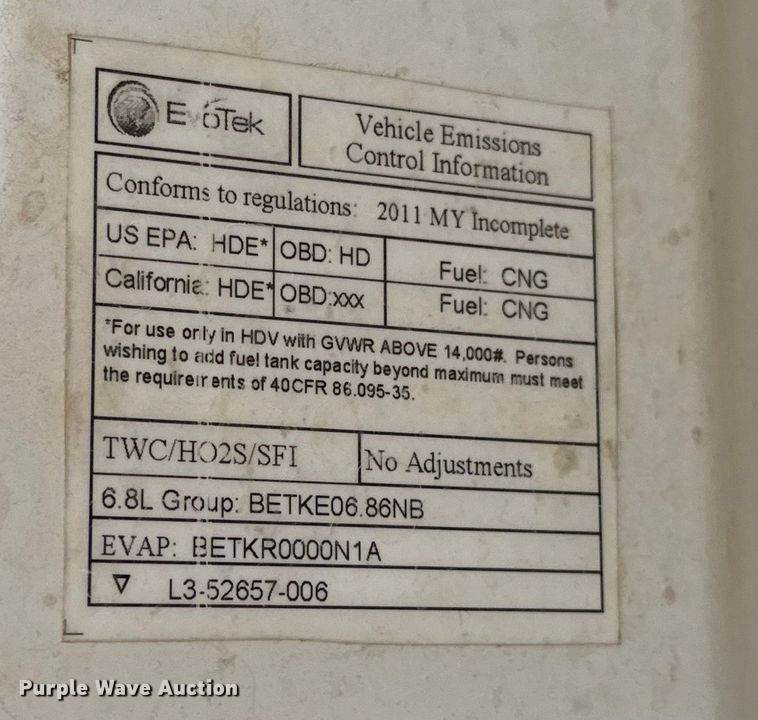 EvoTek
Vehicle Emissions
Control Information
Conforms to regulations: 2011 MY Incomplete
US EPA: HDE* OBD: HD Fuel: CNG
California: HDE* OBD:xxx Fuel: CNG
*For use only in HDV with GVWR ABOVE 14,000#. Persons
wishing to add fuel tank capacity beyond maximum must meet
the requirements of 40CFR 86.095-35.
TWC/HO2S/SFI No Adjustments
6.8L Group: BETKE06.86NB
EVAP: BETKR0000N1A
L3-52657-006
Purple Wave Auction